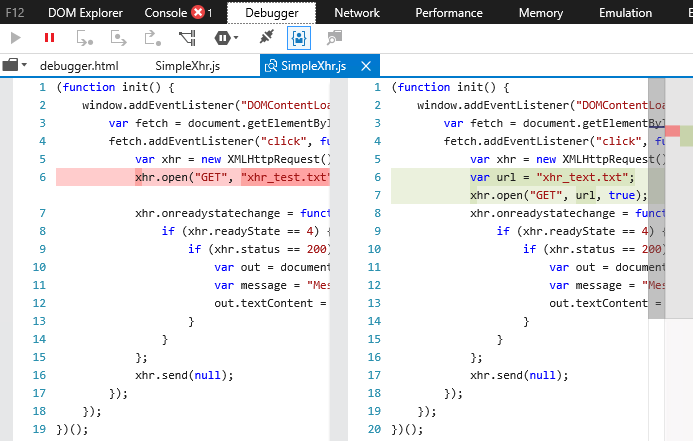 F12 DOM Explorer Console 1 Debugger Network Performance Memory Emulation
debugger.html SimpleXhr.js SimpleXhr.js
1 (function init() {
2 window.addEventListener("DOMContentLoa
3 var fetch = document.getElementByI
4 fetch.addEventListener("click", fu
5 var xhr = new XMLHttpRequest()
6 xhr.open("GET", "xhr_test.txt"
7 xhr.onreadystatechange = funct
8 if (xhr.readyState == 4) {
9 if (xhr.status == 200)
10 var out = document
11 var message = "Mes
12 out.textContent =
13 }
14 }
15 };
16 xhr.send(null);
17 });
18 });
19 })();
1 (function init() {
2 window.addEventListener("DOMContentLoa
3 var fetch = document.getElementByI
4 fetch.addEventListener("click", fu
5 var xhr = new XMLHttpRequest()
6 var url = "xhr_text.txt";
7 xhr.open("GET", url, true);
8 xhr.onreadystatechange = funct
9 if (xhr.readyState == 4) {
10 if (xhr.status == 200)
11 var out = document
12 var message = "Mes
13 out.textContent =
14 }
15 }
16 };
17 xhr.send(null);
18 });
19 });
20 })();